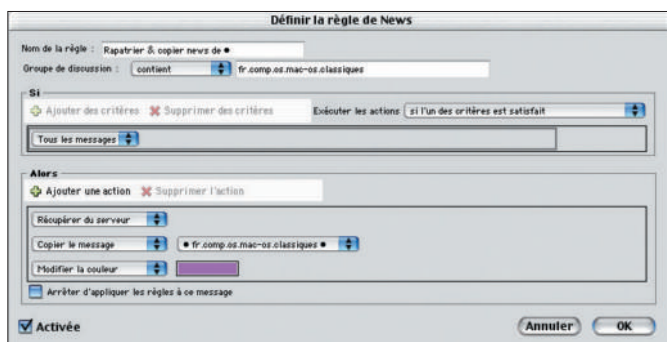 Définir la règle de News
Nom de la règle : Rapatrier & copier news de •
Groupe de discussion : contient fr.comp.os.mac-os.classiques
Si
Ajouter des critères Supprimer des critères Exécuter les actions si l'un des critères est satisfait
Tous les messages
Alors
Ajouter une action Supprimer l'action
Récupérer du serveur
Copier le message • fr.comp.os.mac-os.classiques •
Modifier la couleur
Arrêter d'appliquer les règles à ce message
Activée Annuler OK